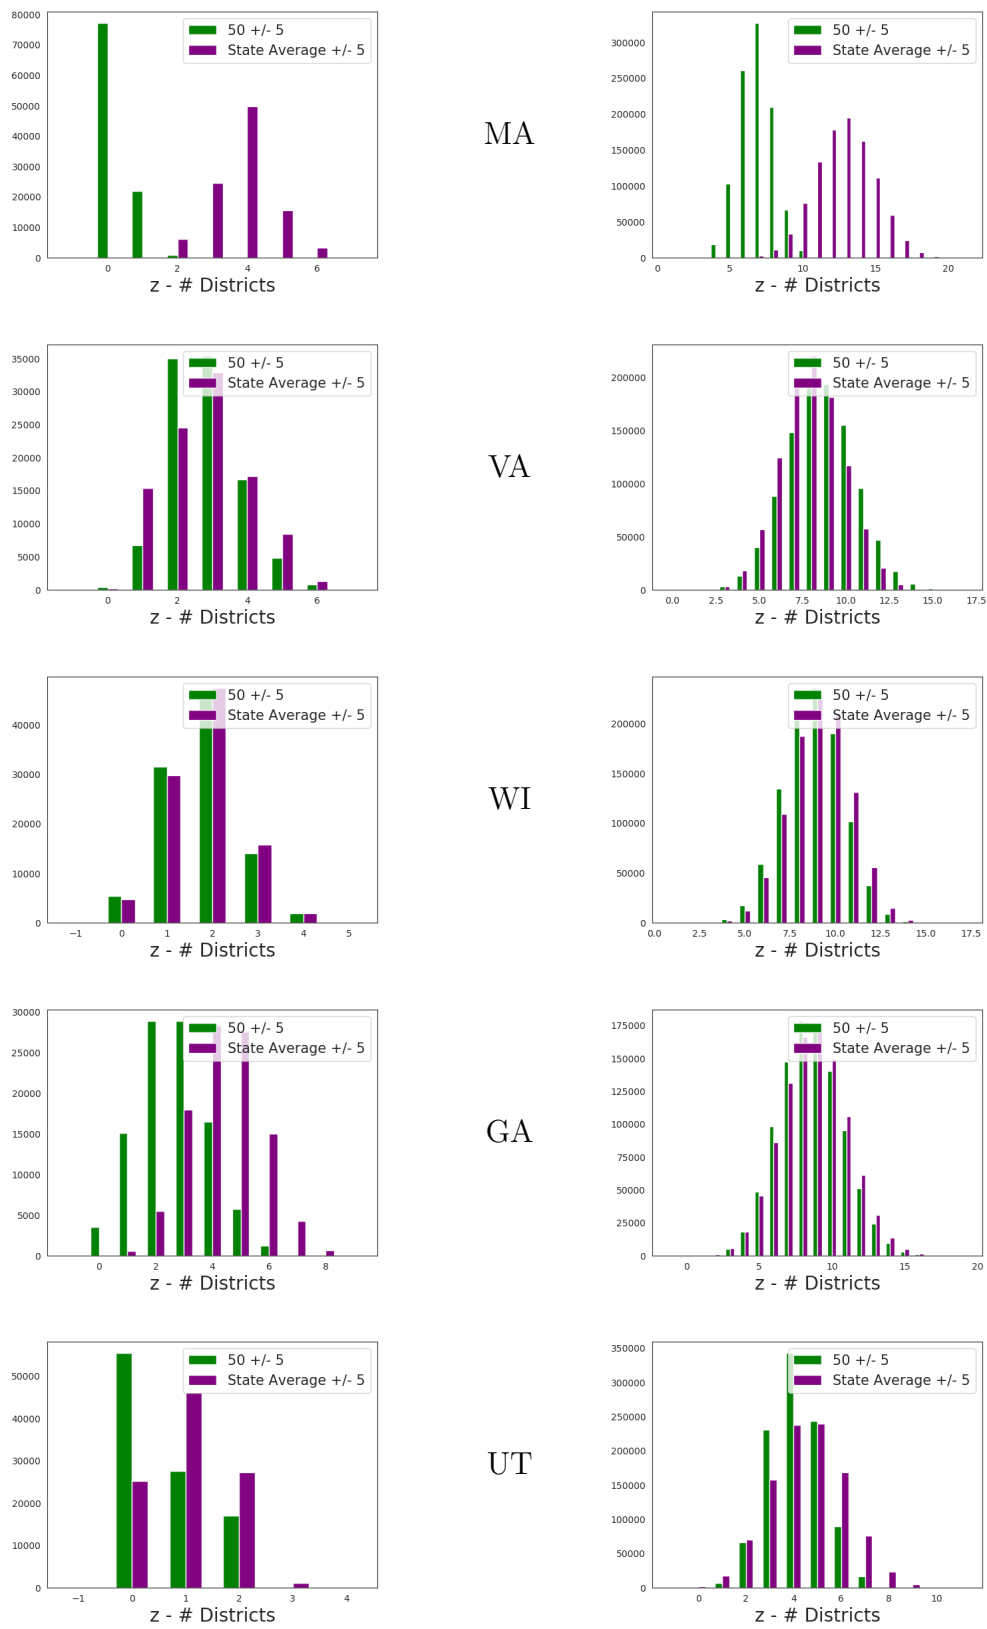 80000
70000
60000
50000
40000
30000
20000
10000
0
50 +/- 5
State Average +/- 5
0 2 4 6
z - # Districts
MA
300000
250000
200000
150000
100000
50000
0
50 +/- 5
State Average +/- 5
0 5 10 15 20
z - # Districts
35000
30000
25000
20000
15000
10000
5000
0
50 +/- 5
State Average +/- 5
0 2 4 6
z - # Districts
VA
200000
150000
100000
50000
0
50 +/- 5
State Average +/- 5
0.0 2.5 5.0 7.5 10.0 12.5 15.0 17.5
z - # Districts
40000
30000
20000
10000
0
50 +/- 5
State Average +/- 5
−1 0 1 2 3 4 5
z - # Districts
WI
200000
150000
100000
50000
0
50 +/- 5
State Average +/- 5
0.0 2.5 5.0 7.5 10.0 12.5 15.0 17.5
z - # Districts
30000
25000
20000
15000
10000
5000
0
50 +/- 5
State Average +/- 5
0 2 4 6 8
z - # Districts
GA
175000
150000
125000
100000
75000
50000
25000
0
50 +/- 5
State Average +/- 5
0 5 10 15 20
z - # Districts
50000
40000
30000
20000
10000
0
50 +/- 5
State Average +/- 5
−1 0 1 2 3 4
z - # Districts
UT
350000
300000
250000
200000
150000
100000
50000
0
50 +/- 5
State Average +/- 5
0 2 4 6 8 10
z - # Districts